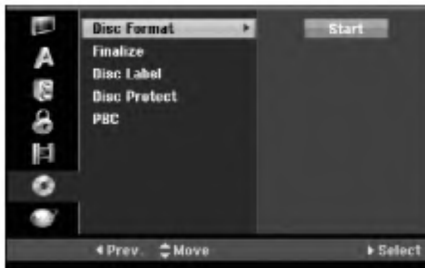 Disc Format Start
Finalize
Disc Label
Disc Protect
PBC
A
Prev. Move Select